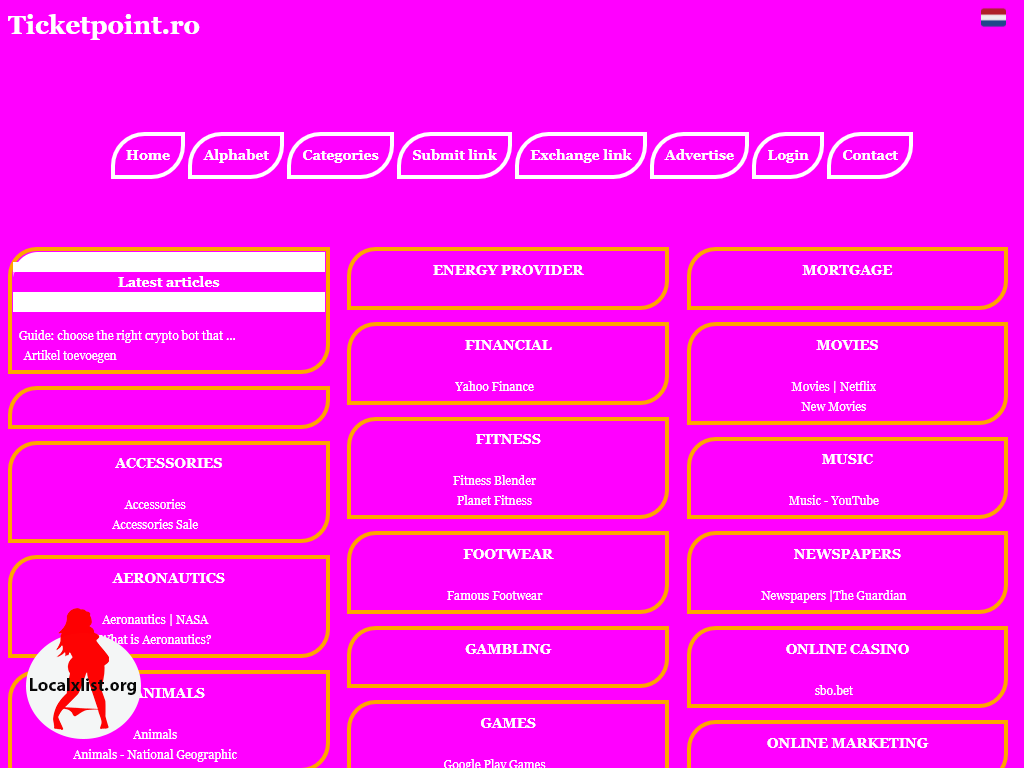 Ticketpoint.ro
Home
Alphabet
Categories
Submit link
Exchange link
Advertise
Login
Contact
Latest articles
Guide: choose the right crypto bot that ...
Artikel toevoegen
ACCESSORIES
Accessories
Accessories Sale
AERONAUTICS
Aeronautics | NASA
What is Aeronautics?
ANIMALS
Animals
Animals - National Geographic
Localxlist.org
ENERGY PROVIDER
FINANCIAL
Yahoo Finance
FITNESS
Fitness Blender
Planet Fitness
FOOTWEAR
Famous Footwear
GAMBLING
GAMES
Google Play Games
MORTGAGE
MOVIES
Movies | Netflix
New Movies
MUSIC
Music - YouTube
NEWSPAPERS
Newspapers |The Guardian
ONLINE CASINO
sbo.bet
ONLINE MARKETING